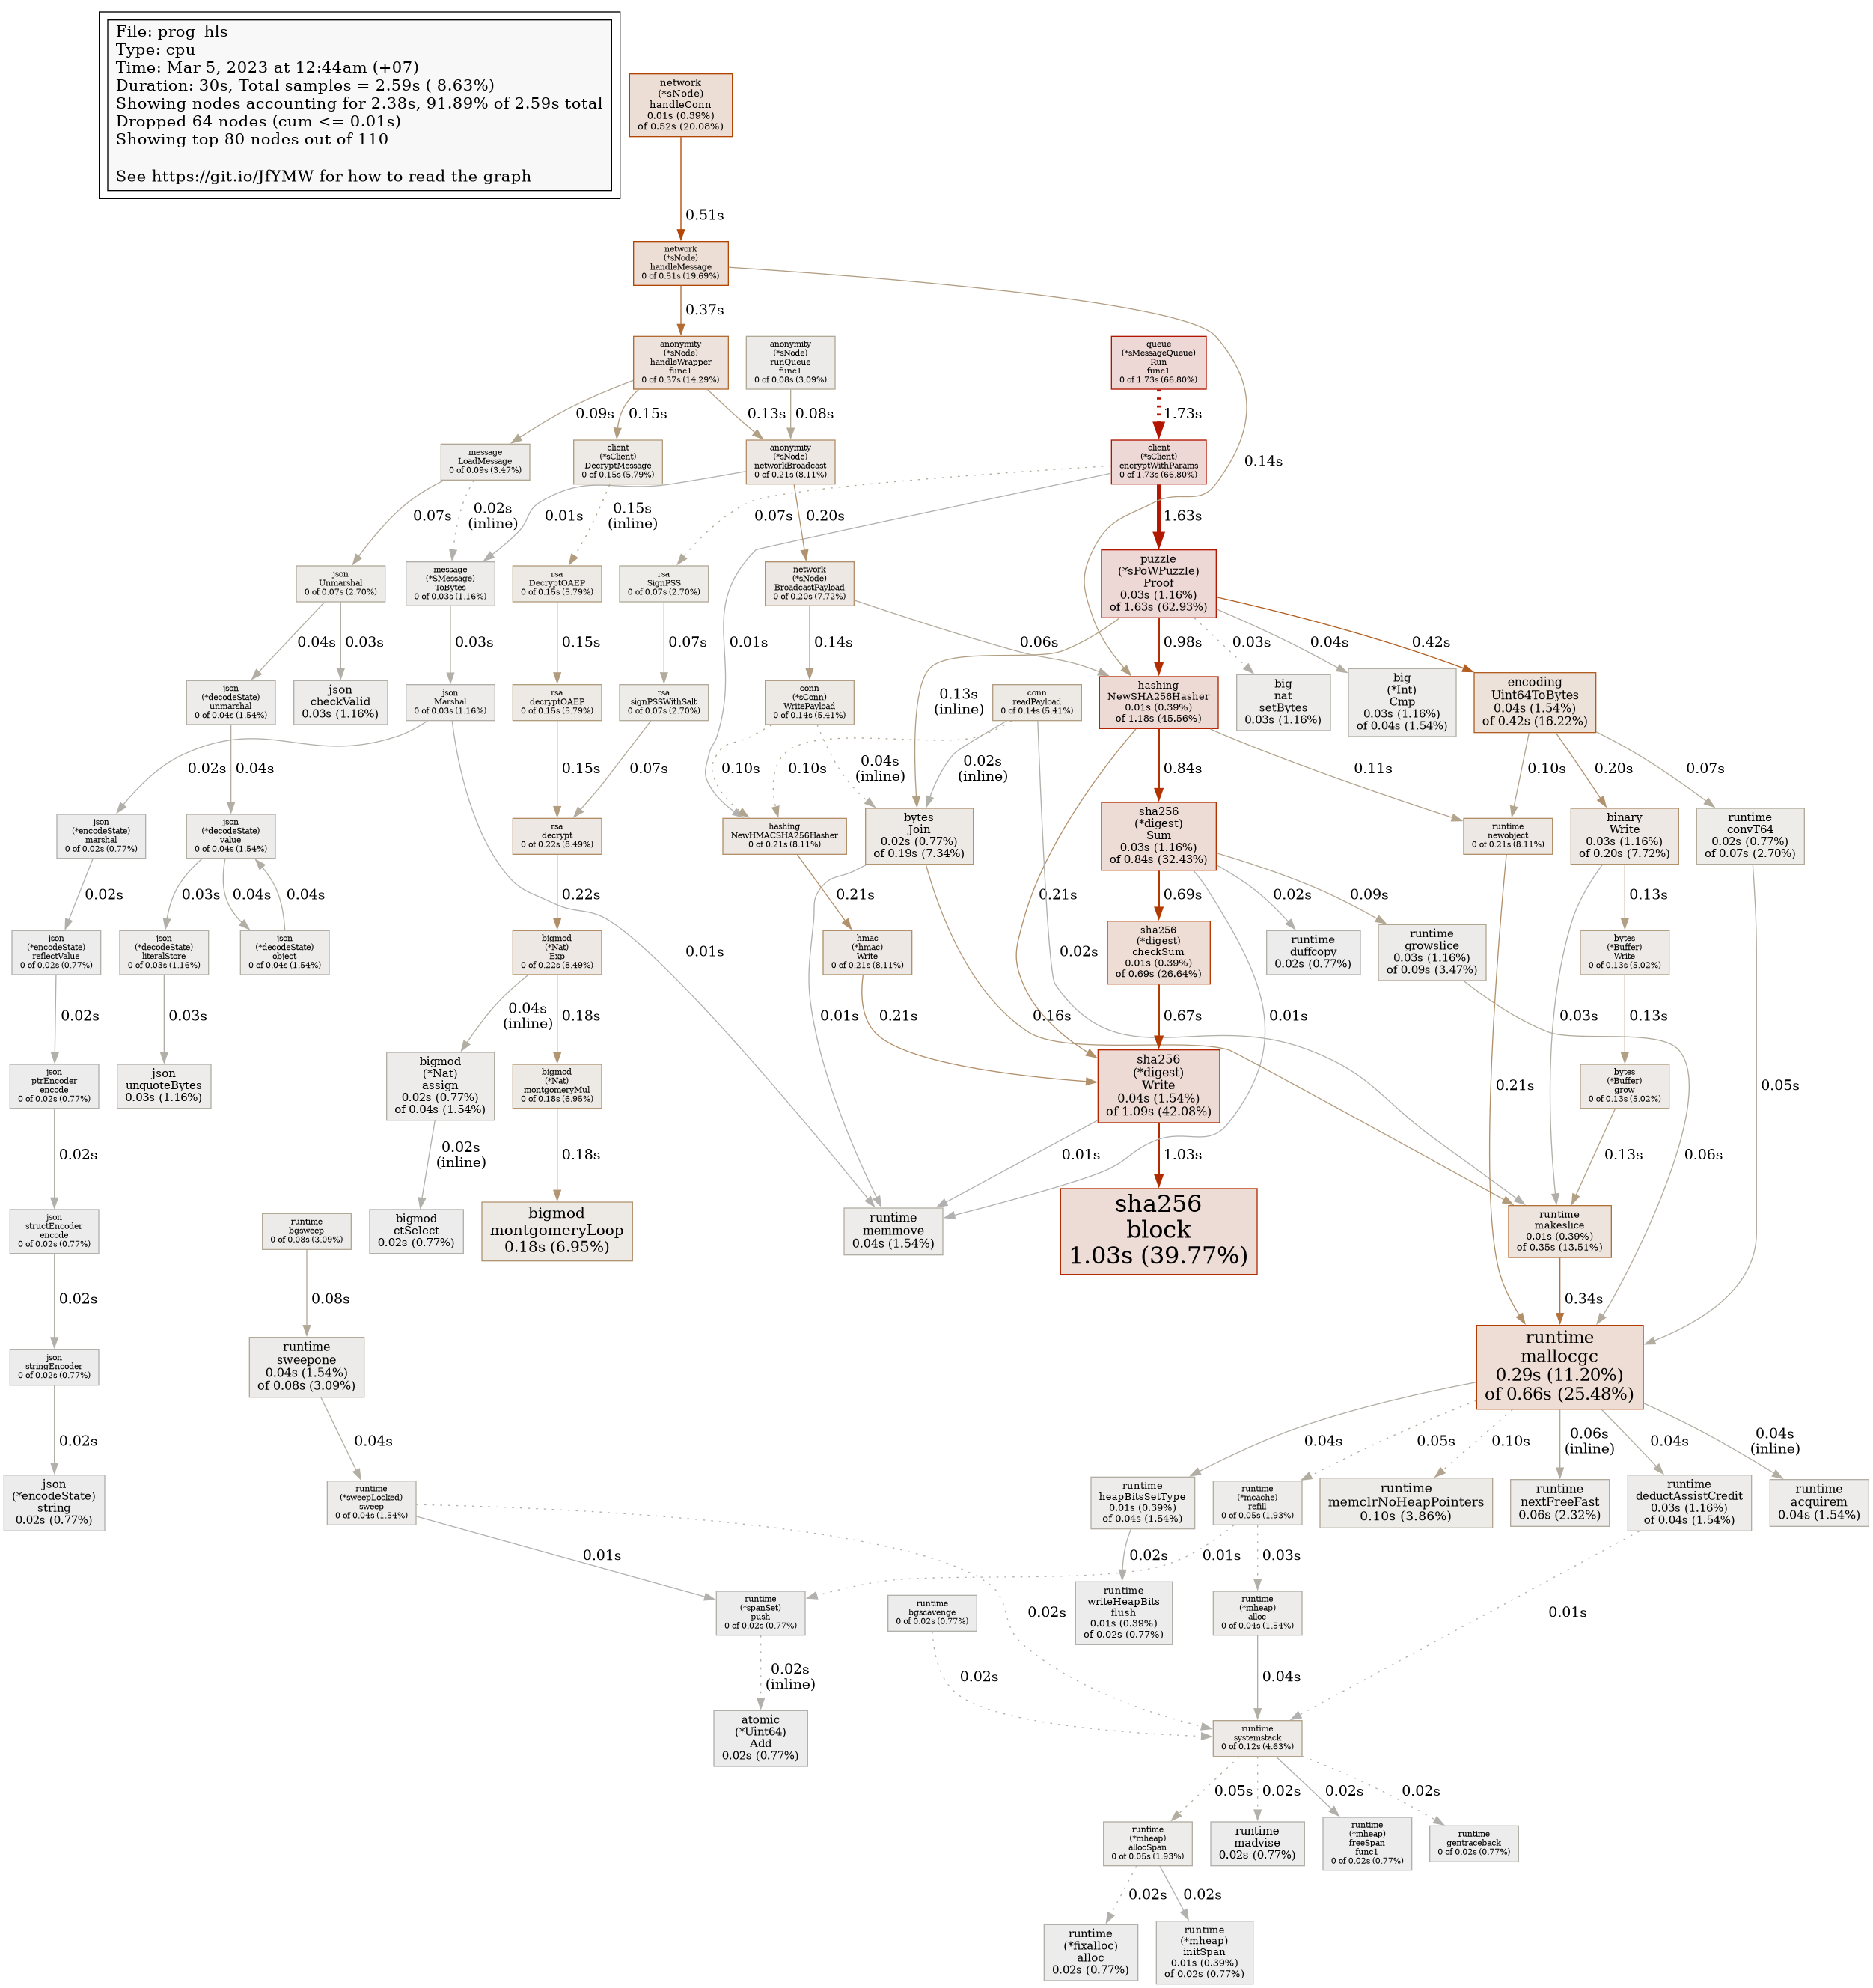 File: prog_hls
Type: cpu
Time: Mar 5, 2023 at 12:44am (+07)
Duration: 30s, Total samples = 2.59s ( 8.63%)
Showing nodes accounting for 2.38s, 91.89% of 2.59s total
Dropped 64 nodes (cum <= 0.01s)
Showing top 80 nodes out of 110
See https://git.io/JfYMW for how to read the graph
network
(*sNode)
handleConn
0.01s (0.39%)
of 0.52s (20.08%)
0.51s
network
(*sNode)
handleMessage
0 of 0.51s (19.69%)
0.37s
0.14s
anonymity
(*sNode)
handleWrapper
func1
0 of 0.37s (14.29%)
anonymity
(*sNode)
runQueue
func1
0 of 0.08s (3.09%)
queue
(*sMessageQueue)
Run
func1
0 of 1.73s (66.80%)
0.09s
0.15s
0.13s
0.08s
1.73s
message
LoadMessage
0 of 0.09s (3.47%)
client
(*sClient)
DecryptMessage
0 of 0.15s (5.79%)
anonymity
(*sNode)
networkBroadcast
0 of 0.21s (8.11%)
client
(*sClient)
encryptWithParams
0 of 1.73s (66.80%)
0.07s
0.02s
(inline)
0.01s
0.15s
(inline)
0.07s
0.20s
1.63s
json
Unmarshal
0 of 0.07s (2.70%)
message
(*SMessage)
ToBytes
0 of 0.03s (1.16%)
rsa
DecryptOAEP
0 of 0.15s (5.79%)
rsa
SignPSS
0 of 0.07s (2.70%)
network
(*sNode)
BroadcastPayload
0 of 0.20s (7.72%)
puzzle
(*sPoWPuzzle)
Proof
0.03s (1.16%)
of 1.63s (62.93%)
0.04s
0.03s
0.03s
0.15s
0.07s
0.01s
0.14s
0.06s
0.13s
(inline)
0.98s
0.03s
0.04s
0.42s
json
(*decodeState)
unmarshal
0 of 0.04s (1.54%)
json
checkValid
0.03s (1.16%)
json
Marshal
0 of 0.03s (1.16%)
rsa
decryptOAEP
0 of 0.15s (5.79%)
rsa
signPSSWithSalt
0 of 0.07s (2.70%)
conn
(*sConn)
WritePayload
0 of 0.14s (5.41%)
conn
readPayload
0 of 0.14s (5.41%)
hashing
NewSHA256Hasher
0.01s (0.39%)
of 1.18s (45.56%)
big
nat
setBytes
0.03s (1.16%)
big
(*Int)
Cmp
0.03s (1.16%)
of 0.04s (1.54%)
encoding
Uint64ToBytes
0.04s (1.54%)
of 0.42s (16.22%)
0.02s
0.04s
0.15s
0.07s
0.10s
0.10s
0.04s
(inline)
0.02s
(inline)
0.84s
0.11s
0.10s
0.20s
0.07s
json
(*encodeState)
marshal
0 of 0.02s (0.77%)
json
(*decodeState)
value
0 of 0.04s (1.54%)
rsa
decrypt
0 of 0.22s (8.49%)
hashing
NewHMACSHA256Hasher
0 of 0.21s (8.11%)
bytes
Join
0.02s (0.77%)
of 0.19s (7.34%)
sha256
(*digest)
Sum
0.03s (1.16%)
of 0.84s (32.43%)
runtime
newobject
0 of 0.21s (8.11%)
binary
Write
0.03s (1.16%)
of 0.20s (7.72%)
runtime
convT64
0.02s (0.77%)
of 0.07s (2.70%)
0.02s
0.03s
0.04s
0.04s
0.22s
0.21s
0.21s
0.69s
0.02s
0.09s
0.13s
json
(*encodeState)
reflectValue
0 of 0.02s (0.77%)
json
(*decodeState)
literalStore
0 of 0.03s (1.16%)
json
(*decodeState)
object
0 of 0.04s (1.54%)
bigmod
(*Nat)
Exp
0 of 0.22s (8.49%)
hmac
(*hmac)
Write
0 of 0.21s (8.11%)
sha256
(*digest)
checkSum
0.01s (0.39%)
of 0.69s (26.64%)
runtime
duffcopy
0.02s (0.77%)
runtime
growslice
0.03s (1.16%)
of 0.09s (3.47%)
bytes
(*Buffer)
Write
0 of 0.13s (5.02%)
0.01s
0.02s
0.02s
0.03s
0.04s
(inline)
0.18s
0.01s
0.21s
0.16s
0.67s
0.01s
0.03s
0.13s
json
ptrEncoder
encode
0 of 0.02s (0.77%)
json
unquoteBytes
0.03s (1.16%)
bigmod
(*Nat)
assign
0.02s (0.77%)
of 0.04s (1.54%)
bigmod
(*Nat)
montgomeryMul
0 of 0.18s (6.95%)
sha256
(*digest)
Write
0.04s (1.54%)
of 1.09s (42.08%)
bytes
(*Buffer)
grow
0 of 0.13s (5.02%)
0.21s
0.05s
0.02s
0.02s
(inline)
0.18s
0.01s
1.03s
0.13s
0.06s
json
structEncoder
encode
0 of 0.02s (0.77%)
runtime
bgsweep
0 of 0.08s (3.09%)
bigmod
ctSelect
0.02s (0.77%)
bigmod
montgomeryLoop
0.18s (6.95%)
runtime
memmove
0.04s (1.54%)
sha256
block
1.03s (39.77%)
runtime
makeslice
0.01s (0.39%)
of 0.35s (13.51%)
0.02s
0.08s
0.34s
json
stringEncoder
0 of 0.02s (0.77%)
runtime
sweepone
0.04s (1.54%)
of 0.08s (3.09%)
runtime
mallocgc
0.29s (11.20%)
of 0.66s (25.48%)
0.02s
0.04s
0.04s
0.05s
0.10s
0.06s
(inline)
0.04s
0.04s
(inline)
json
(*encodeState)
string
0.02s (0.77%)
runtime
(*sweepLocked)
sweep
0 of 0.04s (1.54%)
runtime
heapBitsSetType
0.01s (0.39%)
of 0.04s (1.54%)
runtime
(*mcache)
refill
0 of 0.05s (1.93%)
runtime
memclrNoHeapPointers
0.10s (3.86%)
runtime
nextFreeFast
0.06s (2.32%)
runtime
deductAssistCredit
0.03s (1.16%)
of 0.04s (1.54%)
runtime
acquirem
0.04s (1.54%)
0.01s
0.02s
0.01s
0.03s
runtime
(*spanSet)
push
0 of 0.02s (0.77%)
runtime
bgscavenge
0 of 0.02s (0.77%)
runtime
writeHeapBits
flush
0.01s (0.39%)
of 0.02s (0.77%)
runtime
(*mheap)
alloc
0 of 0.04s (1.54%)
0.02s
0.01s
0.02s
(inline)
0.02s
0.04s
atomic
(*Uint64)
Add
0.02s (0.77%)
runtime
systemstack
0 of 0.12s (4.63%)
0.05s
0.02s
0.02s
0.02s
runtime
(*mheap)
allocSpan
0 of 0.05s (1.93%)
runtime
madvise
0.02s (0.77%)
runtime
(*mheap)
freeSpan
func1
0 of 0.02s (0.77%)
runtime
gentraceback
0 of 0.02s (0.77%)
0.02s
0.02s
runtime
(*fixalloc)
alloc
0.02s (0.77%)
runtime
(*mheap)
initSpan
0.01s (0.39%)
of 0.02s (0.77%)